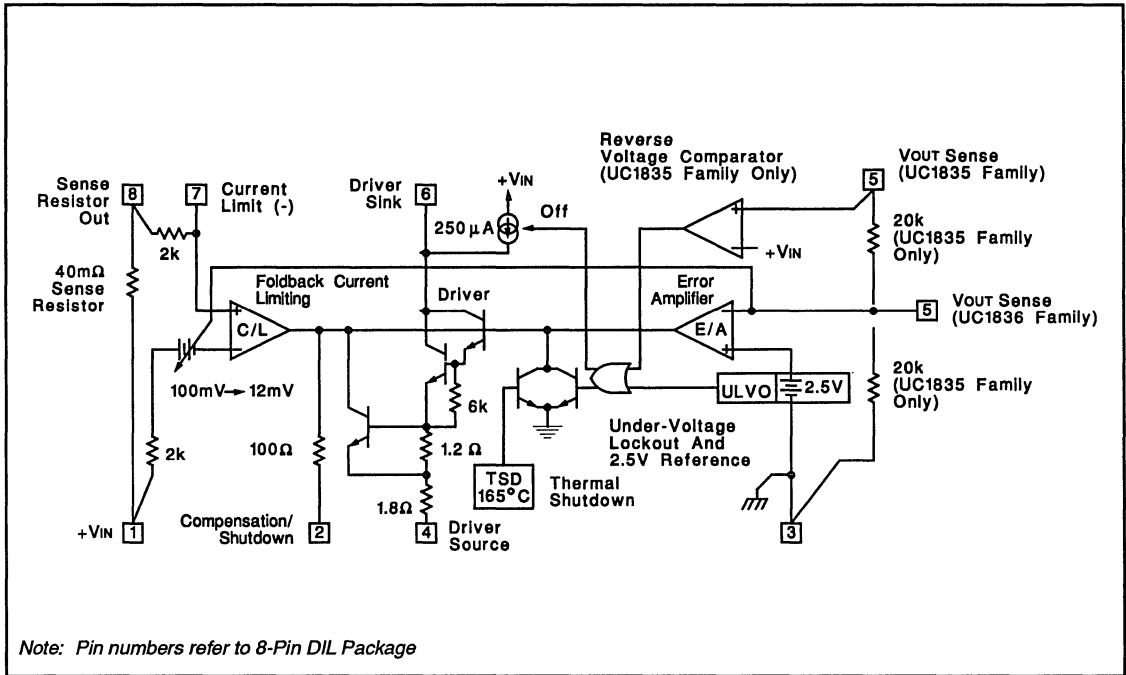 Reverse
Voltage Comparator
(UC1835 Family Only)
VOUT Sense
(UC1835 Family)
Sense
Resistor
Out
8
7
Current
Limit (-)
Driver
Sink
6
+VIN
5
250 µA
Off
+
+VIN
20k
(UC1835 Family
Only)
2k
40mΩ
Sense
Resistor
Foldback Current
Limiting
Driver
Error
Amplifier
+
C/L
−
−
E/A
+
5
VOUT Sense
(UC1836 Family)
100mV→12mV
6k
ULVO
2.5V
20k
(UC1835 Family
Only)
2k
100Ω
1.2 Ω
Under-Voltage
Lockout And
2.5V Reference
TSD
165°C
Thermal
Shutdown
1.8Ω
+VIN
1
Compensation/
Shutdown
2
4
Driver
Source
3
Note: Pin numbers refer to 8-Pin DIL Package